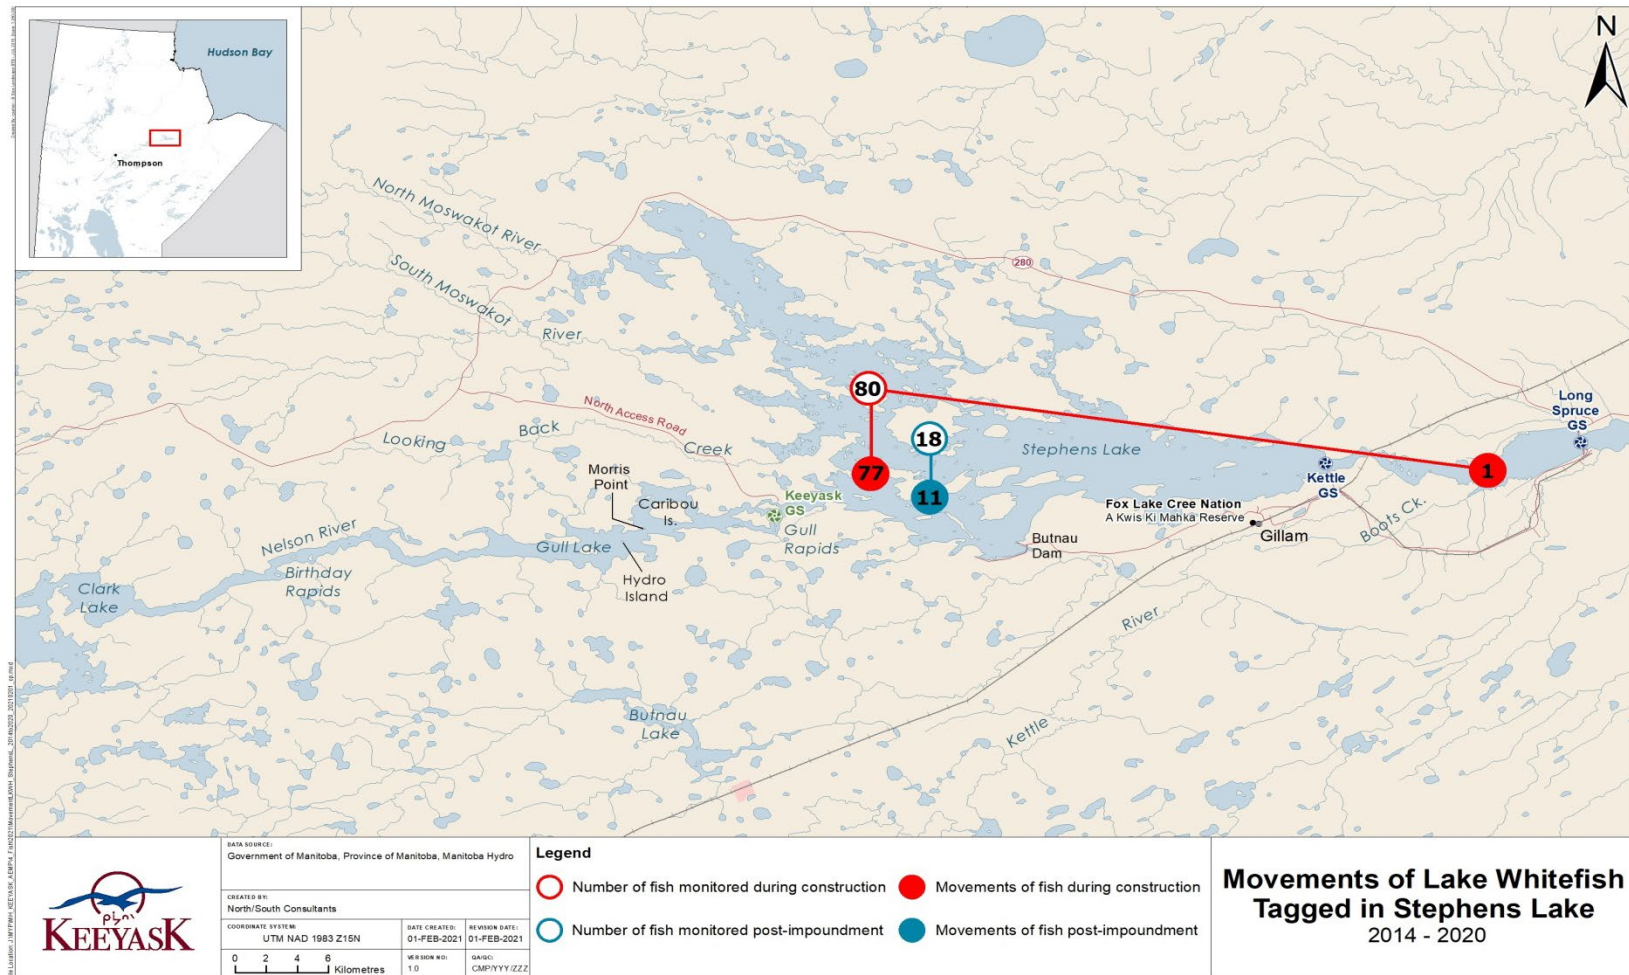 Hudson Bay
Thompson
N
North Moswakot River
280
South Moswakot
River
80
Long
Spruce
GS
North Access Road
Looking
Back
Creek
18
Stephens Lake
77
1
Kettle
GS
Morris
Point
Caribou
Is.
Keeyask
GS
11
Fox Lake Cree Nation
A Kwis Ki Mahka Reserve
Gillam
Boots Ck.
Nelson River
Gull Lake
Gull
Rapids
Butnau
Dam
Birthday
Rapids
Hydro
Island
Clark
Lake
River
Butnau
Lake
Kettle
KEEYASK
DATA SOURCE:
Government of Manitoba, Province of Manitoba, Manitoba Hydro
CREATED BY:
North/South Consultants
COORDINATE SYSTEM:
UTM NAD 1983 Z15N
DATE CREATED:
01-FEB-2021
REVISION DATE:
01-FEB-2021
0 2 4 6
Kilometres
VERSION NO:
1.0
QA/QC:
CMP/YYY/ZZZ
Legend
Number of fish monitored during construction
Movements of fish during construction
Number of fish monitored post-impoundment
Movements of fish post-impoundment
Movements of Lake Whitefish
Tagged in Stephens Lake
2014 - 2020